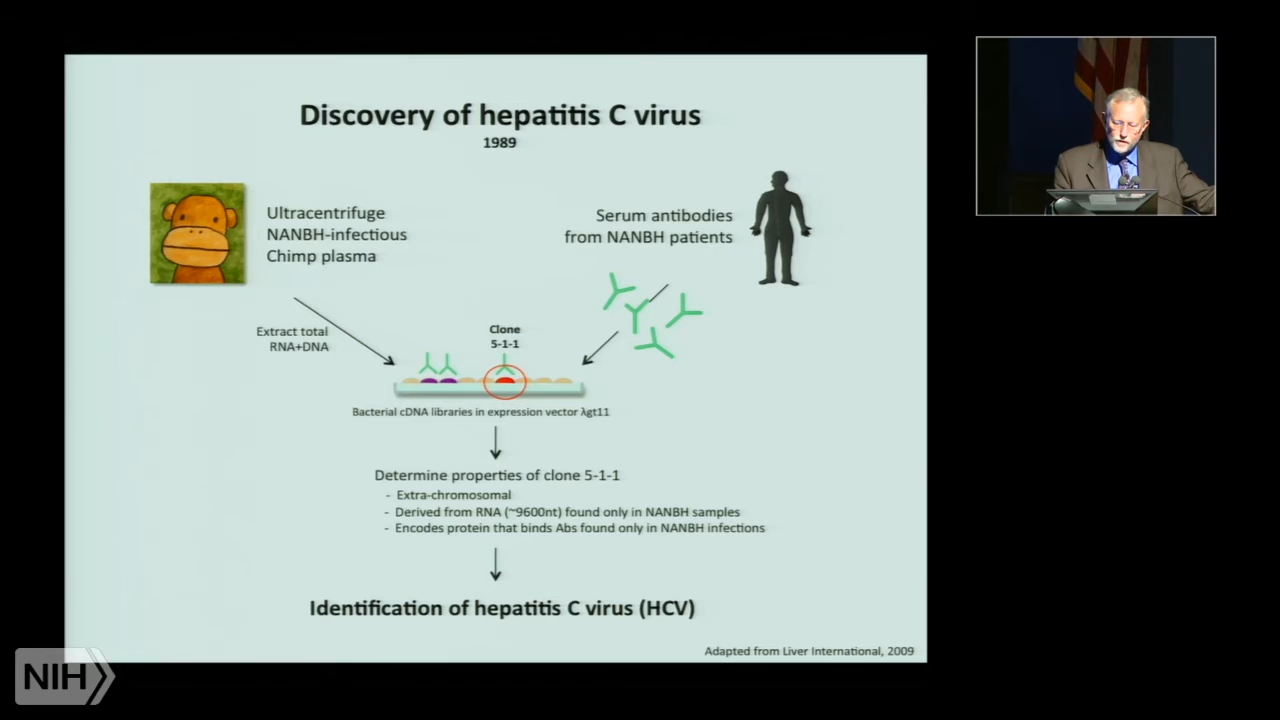 Discovery of hepatitis C virus
1989
Ultracentrifuge
NANBH-infectious
Chimp plasma
Serum antibodies
from NANBH patients
Extract total
RNA+DNA
Clone
5-1-1
Bacterial cDNA libraries in expression vector λgt11
Determine properties of clone 5-1-1
- Extra-chromosomal
- Derived from RNA (~9600nt) found only in NANBH samples
- Encodes protein that binds Abs found only in NANBH infections
Identification of hepatitis C virus (HCV)
Adapted from Liver International, 2009
NIH